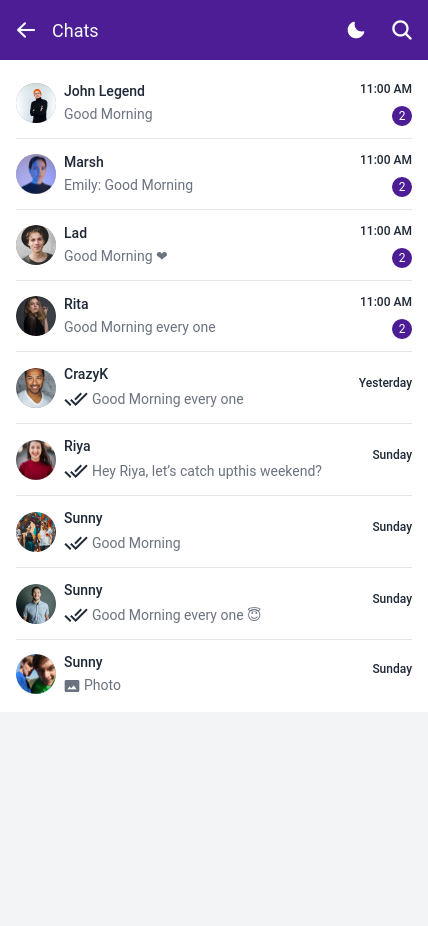 Chats
John Legend
11:00 AM
Good Morning
2
Marsh
11:00 AM
Emily: Good Morning
2
Lad
11:00 AM
Good Morning ❤
2
Rita
11:00 AM
Good Morning every one
2
CrazyK
Yesterday
Good Morning every one
Riya
Sunday
Hey Riya, let’s catch upthis weekend?
Sunny
Sunday
Good Morning
Sunny
Sunday
Good Morning every one 😇
Sunny
Sunday
Photo